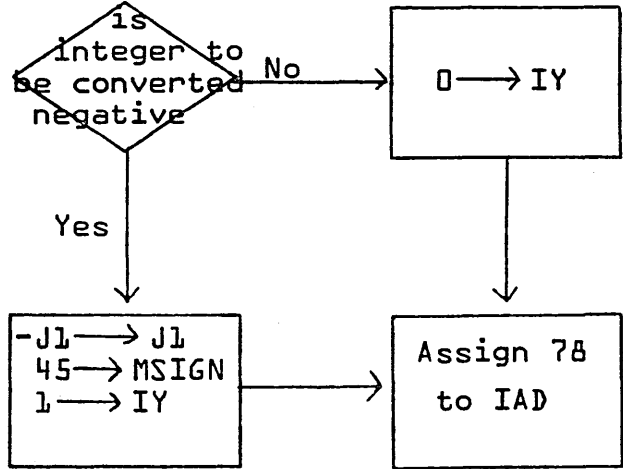 is
integer to
be converted
negative
No
0 → IY
Yes
-J1 → J1
45 → MSIGN
1 → IY
Assign 78
to IAD